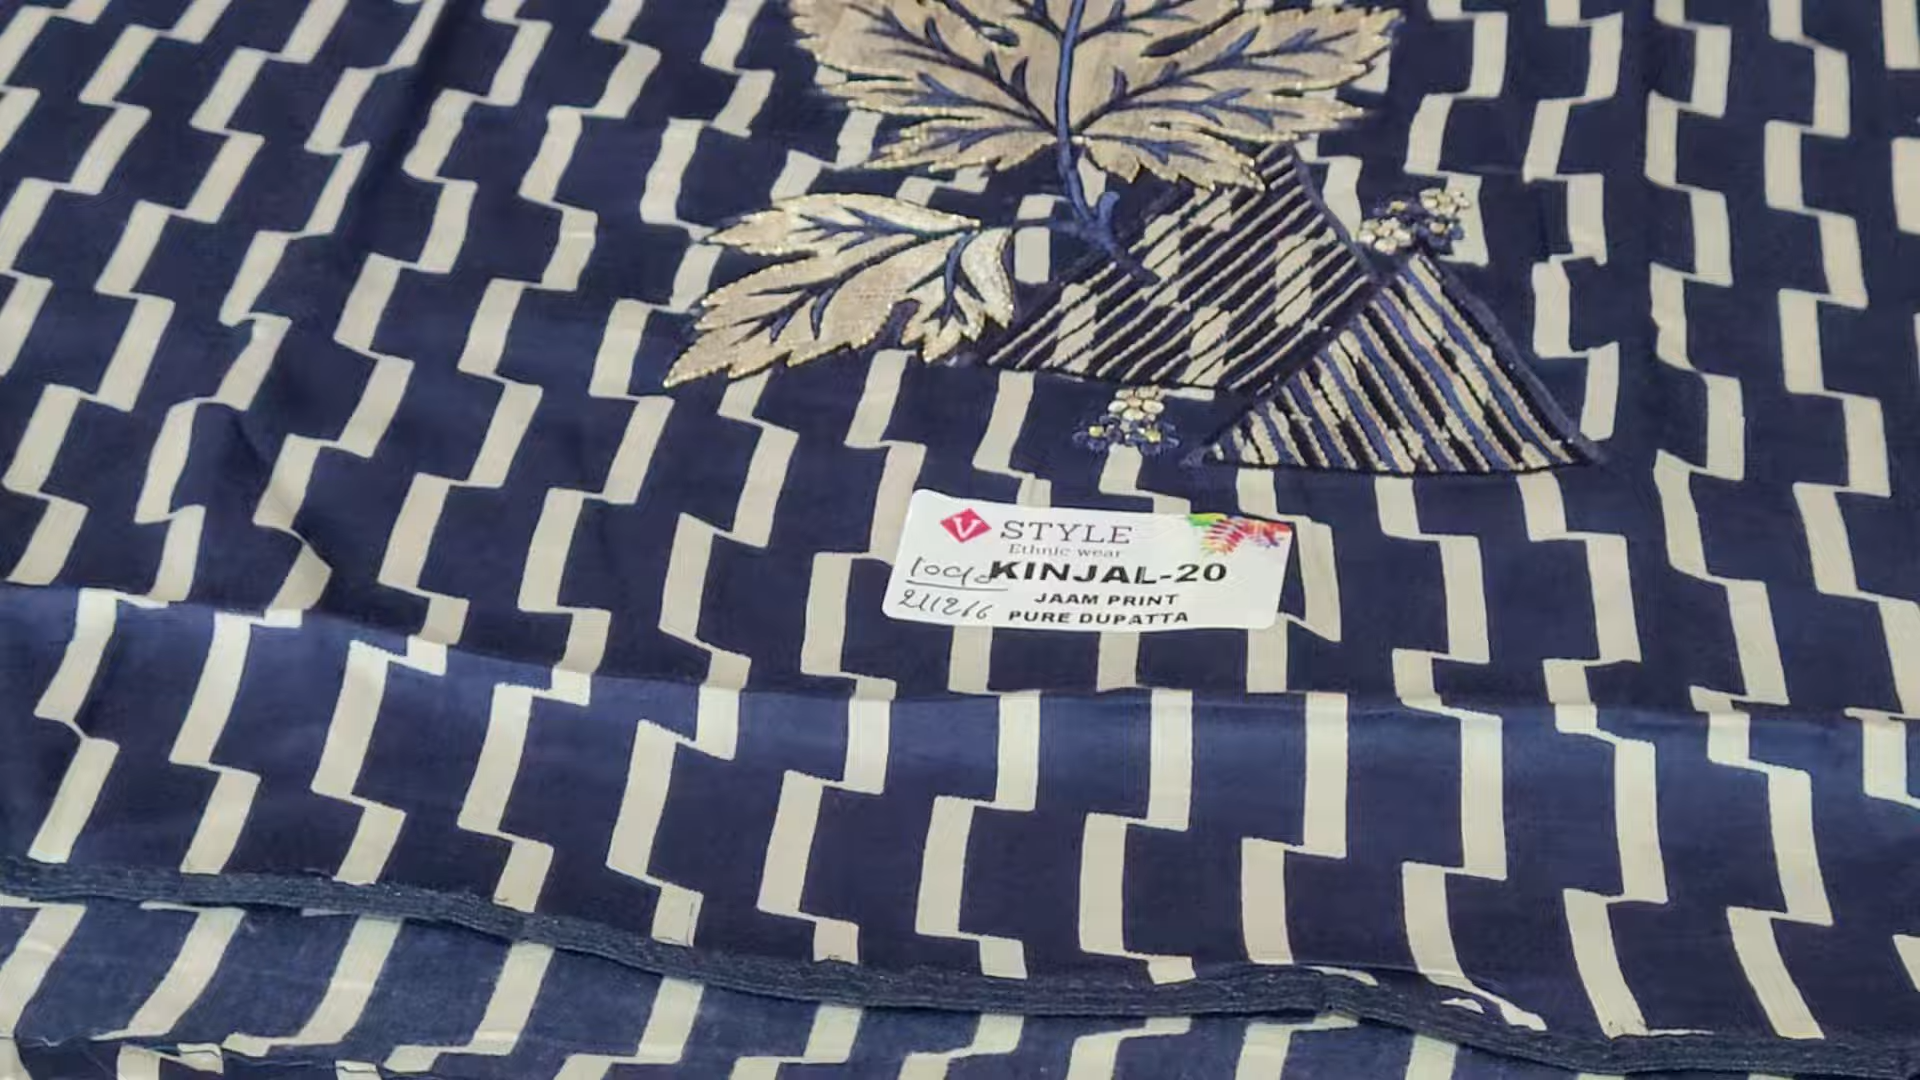 V STYLE
Ethnic wear
KINJAL-20
JAAM PRINT
PURE DUPATTA